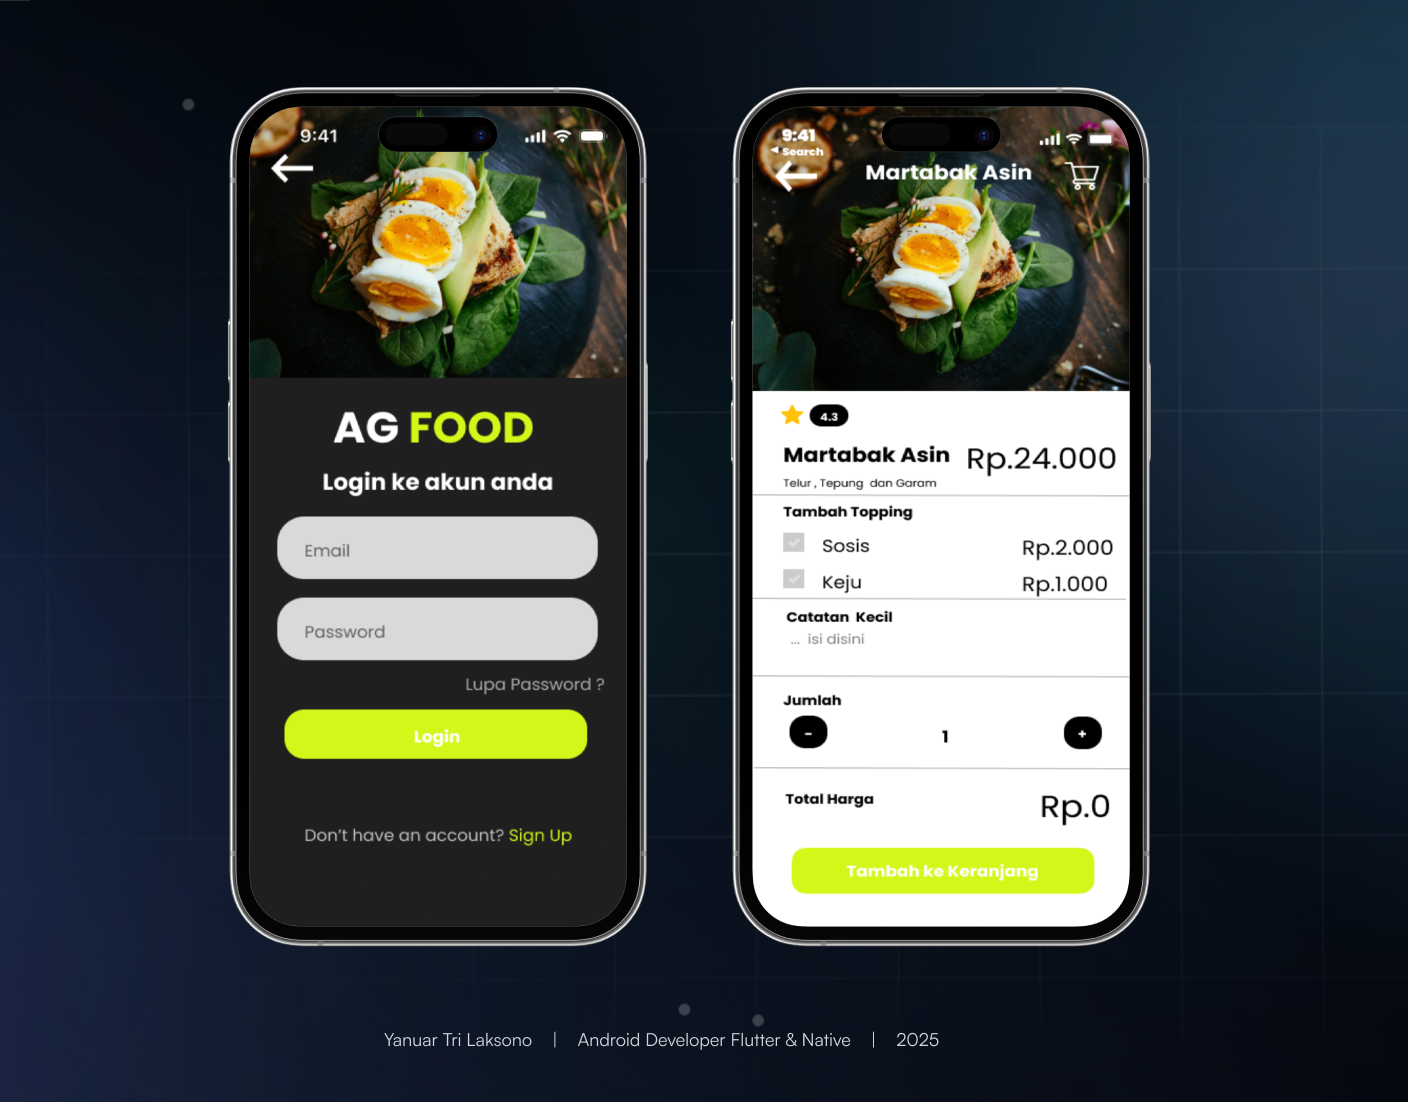 9:41
AG FOOD
Login ke akun anda
Email
Password
Lupa Password ?
Login
Don't have an account? Sign Up
9:41
Search
Martabak Asin
4.3
Martabak Asin Rp.24.000
Telur , Tepung dan Garam
Tambah Topping
Sosis Rp.2.000
Keju Rp.1.000
Catatan Kecil
... isi disini
Jumlah
- 1 +
Total Harga Rp.0
Tambah ke Keranjang
Yanuar Tri Laksono | Android Developer Flutter & Native | 2025